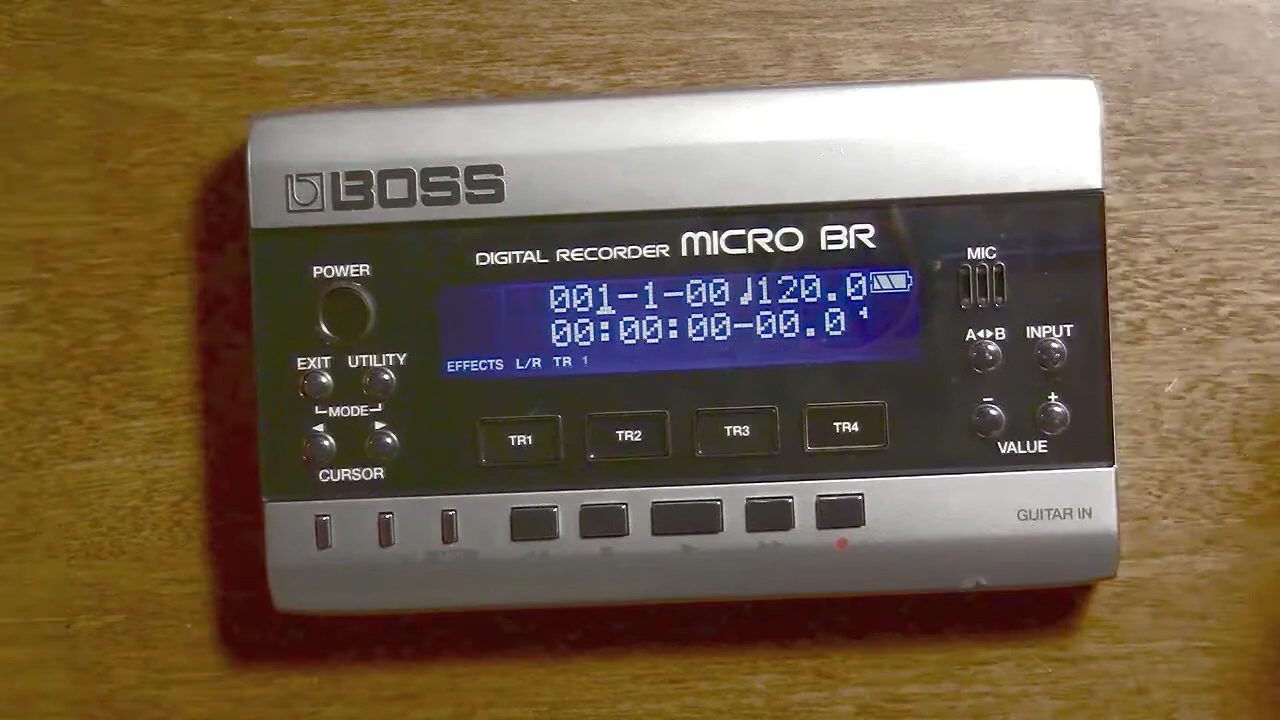 BOSS
DIGITAL RECORDER MICRO BR
POWER
MIC
001-1-00 ♩120.0
00:00:00-00.0
EFFECTS L/R TR 1
EXIT UTILITY
A◂▸B INPUT
MODE
◀ ▶
CURSOR
- +
VALUE
TR1 TR2 TR3 TR4
GUITAR IN